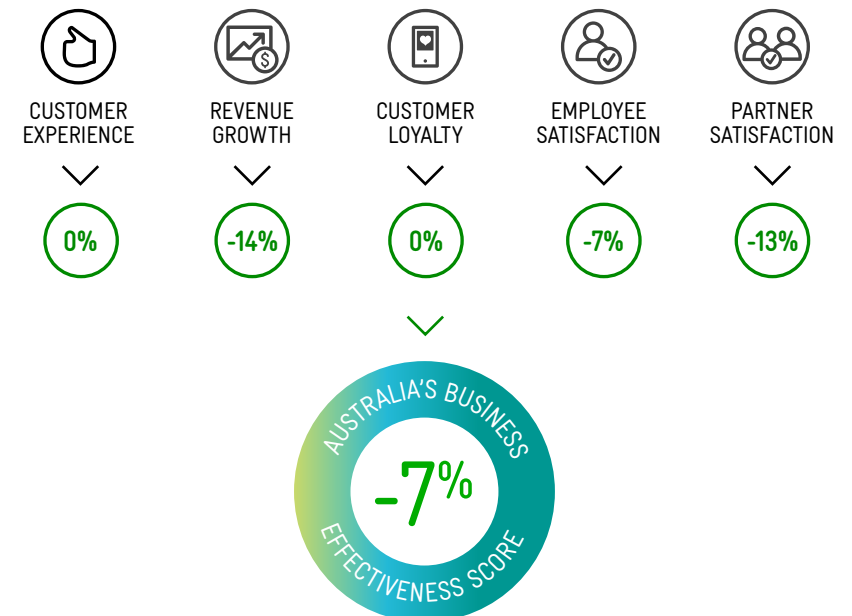 $
CUSTOMER
EXPERIENCE
REVENUE
GROWTH
CUSTOMER
LOYALTY
EMPLOYEE
SATISFACTION
PARTNER
SATISFACTION
0%
-14%
0%
-7%
-13%
AUSTRALIA'S BUSINESS
-7%
EFFECTIVENESS SCORE